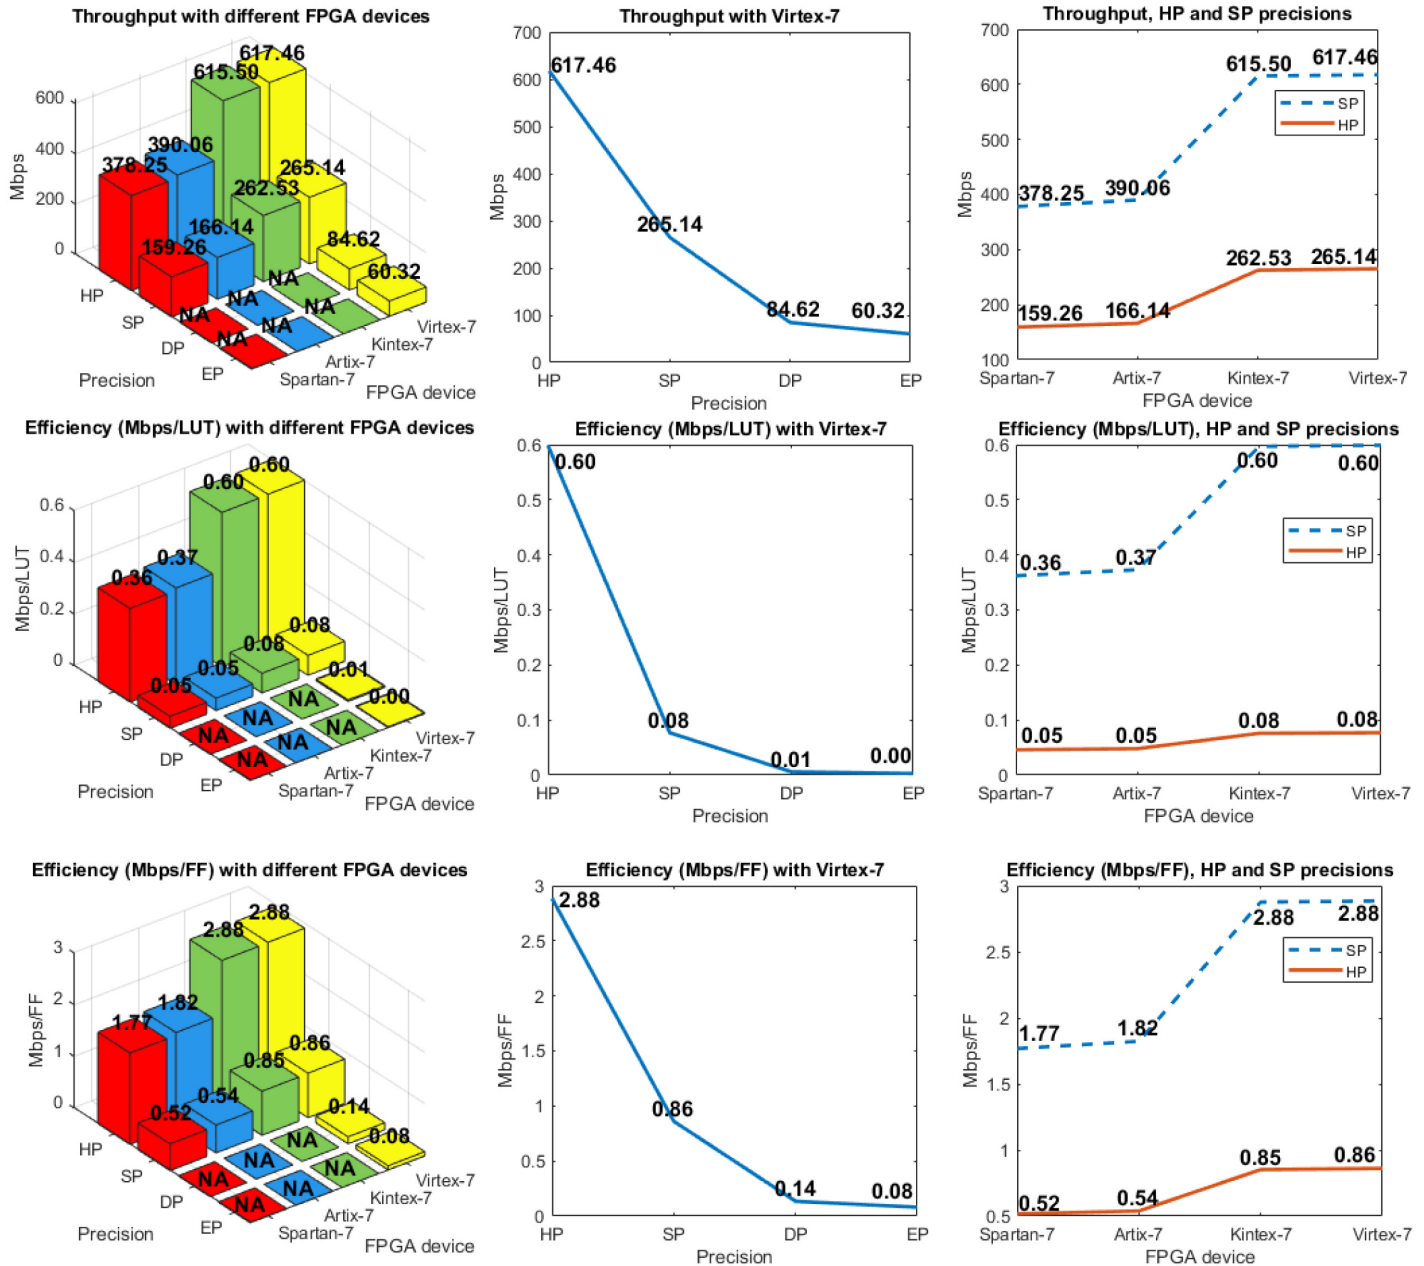 Throughput with different FPGA devices
617.46
615.50
390.06
378.25
265.14
262.53
166.14
159.26
84.62
60.32
NA
NA
NA
NA
NA
NA
600
400
200
0
Mbps
HP
SP
DP
EP
Precision
Spartan-7
Artix-7
Kintex-7
Virtex-7
FPGA device
Throughput with Virtex-7
700
600
500
400
300
200
100
0
Mbps
617.46
265.14
84.62
60.32
HP
SP
DP
EP
Precision
Throughput, HP and SP precisions
700
600
500
400
300
200
100
Mbps
615.50
617.46
378.25
390.06
262.53
265.14
159.26
166.14
SP
HP
Spartan-7
Artix-7
Kintex-7
Virtex-7
FPGA device
Efficiency (Mbps/LUT) with different FPGA devices
0.60
0.60
0.37
0.36
0.08
0.08
0.05
0.05
0.01
0.00
NA
NA
NA
NA
NA
NA
0.6
0.4
0.2
0
Mbps/LUT
HP
SP
DP
EP
Precision
Spartan-7
Artix-7
Kintex-7
Virtex-7
FPGA device
Efficiency (Mbps/LUT) with Virtex-7
0.6
0.5
0.4
0.3
0.2
0.1
0
Mbps/LUT
0.60
0.08
0.01
0.00
HP
SP
DP
EP
Precision
Efficiency (Mbps/LUT), HP and SP precisions
0.6
0.5
0.4
0.3
0.2
0.1
0
Mbps/LUT
0.60
0.60
0.36
0.37
0.05
0.05
0.08
0.08
SP
HP
Spartan-7
Artix-7
Kintex-7
Virtex-7
FPGA device
Efficiency (Mbps/FF) with different FPGA devices
2.88
2.88
1.82
1.77
0.86
0.85
0.54
0.52
0.14
0.08
NA
NA
NA
NA
NA
NA
3
2
1
0
Mbps/FF
HP
SP
DP
EP
Precision
Spartan-7
Artix-7
Kintex-7
Virtex-7
FPGA device
Efficiency (Mbps/FF) with Virtex-7
3
2.5
2
1.5
1
0.5
0
Mbps/FF
2.88
0.86
0.14
0.08
HP
SP
DP
EP
Precision
Efficiency (Mbps/FF), HP and SP precisions
3
2.5
2
1.5
1
0.5
Mbps/FF
2.88
2.88
1.77
1.82
0.85
0.86
0.52
0.54
SP
HP
Spartan-7
Artix-7
Kintex-7
Virtex-7
FPGA device